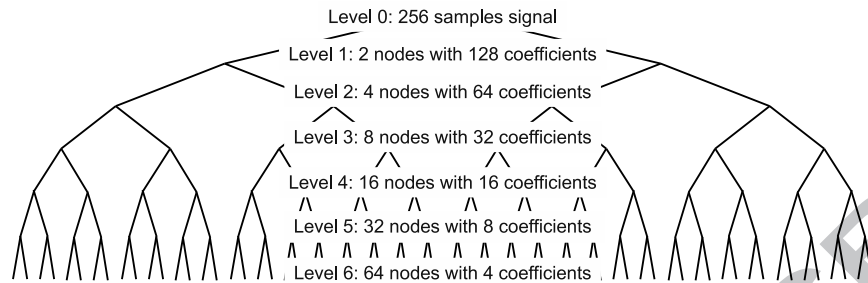 Level 0: 256 samples signal
Level 1: 2 nodes with 128 coefficients
Level 2: 4 nodes with 64 coefficients
Level 3: 8 nodes with 32 coefficients
Level 4: 16 nodes with 16 coefficients
Level 5: 32 nodes with 8 coefficients
Level 6: 64 nodes with 4 coefficients